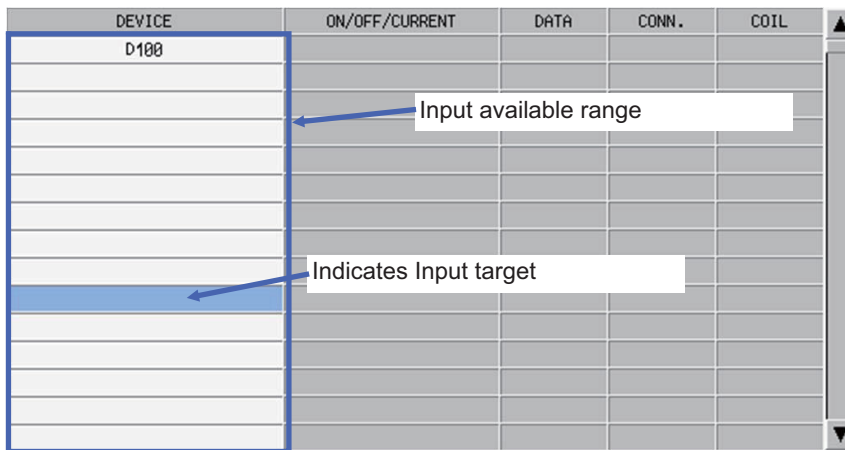 DEVICE ON/OFF/CURRENT DATA CONN. COIL
D100
Input available range
Indicates Input target